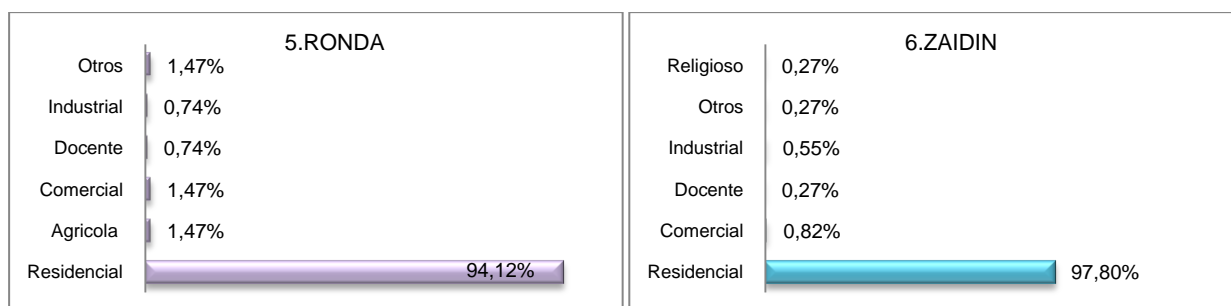 5.RONDA
Otros 1,47%
Industrial 0,74%
Docente 0,74%
Comercial 1,47%
Agricola 1,47%
Residencial 94,12%
6.ZAIDIN
Religioso 0,27%
Otros 0,27%
Industrial 0,55%
Docente 0,27%
Comercial 0,82%
Residencial 97,80%